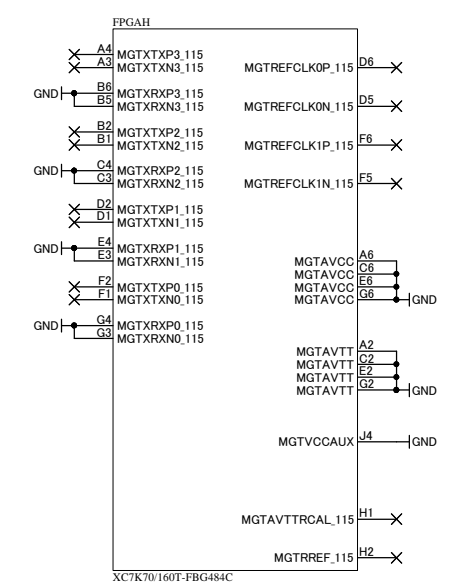 FPGAH
A4 MGTXTXP3_115
A3 MGTXTXN3_115
MGTREFCLK0P_115 D6
GND B6 MGTXRXP3_115
B5 MGTXRXN3_115
MGTREFCLK0N_115 D5
B2 MGTXTXP2_115
B1 MGTXTXN2_115
MGTREFCLK1P_115 F6
GND C4 MGTXRXP2_115
C3 MGTXRXN2_115
MGTREFCLK1N_115 F5
D2 MGTXTXP1_115
D1 MGTXTXN1_115
GND E4 MGTXRXP1_115
E3 MGTXRXN1_115
MGTAVCC A6
MGTAVCC C6
F2 MGTXTXP0_115
MGTAVCC E6
F1 MGTXTXN0_115
MGTAVCC G6 GND
GND G4 MGTXRXP0_115
G3 MGTXRXN0_115
MGTAVTT A2
MGTAVTT C2
MGTAVTT E2
MGTAVTT G2 GND
MGTVCCAUX J4 GND
MGTAVTTRCAL_115 H1
MGTRREF_115 H2
XC7K70/160T-FBG484C